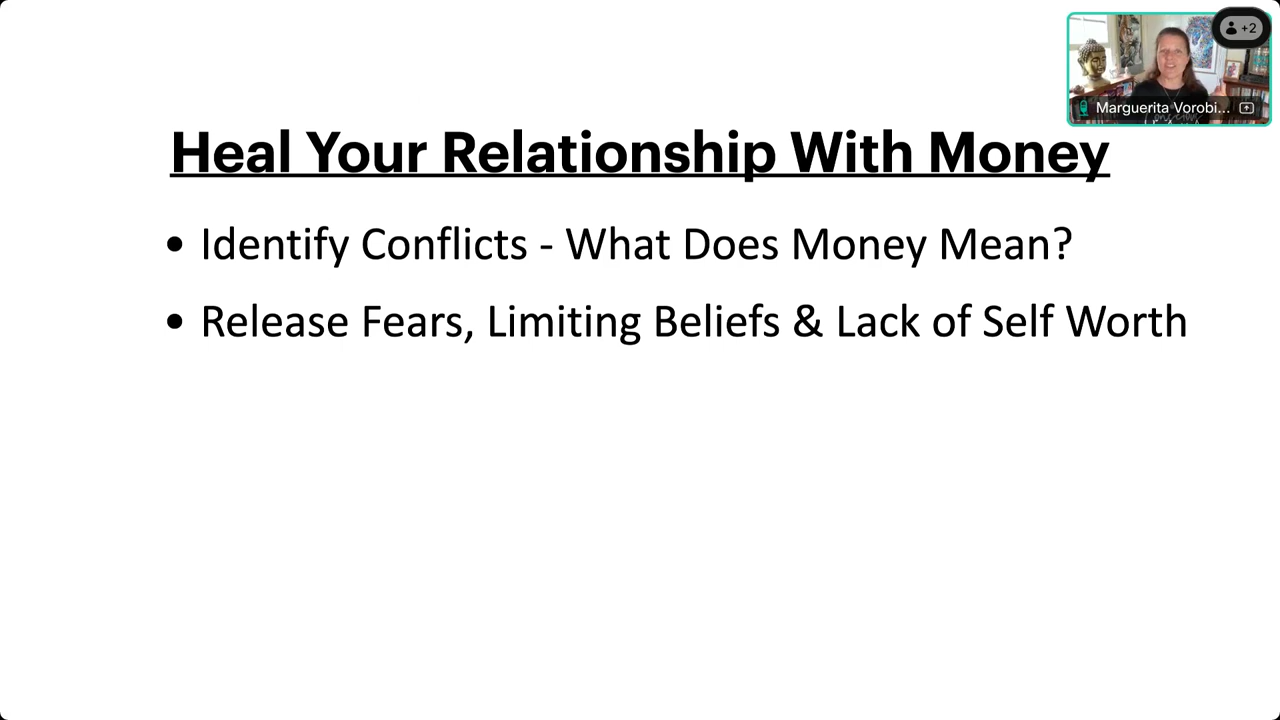 +2
Marguerita Vorobi...
Heal Your Relationship With Money
• Identify Conflicts - What Does Money Mean?
• Release Fears, Limiting Beliefs & Lack of Self Worth